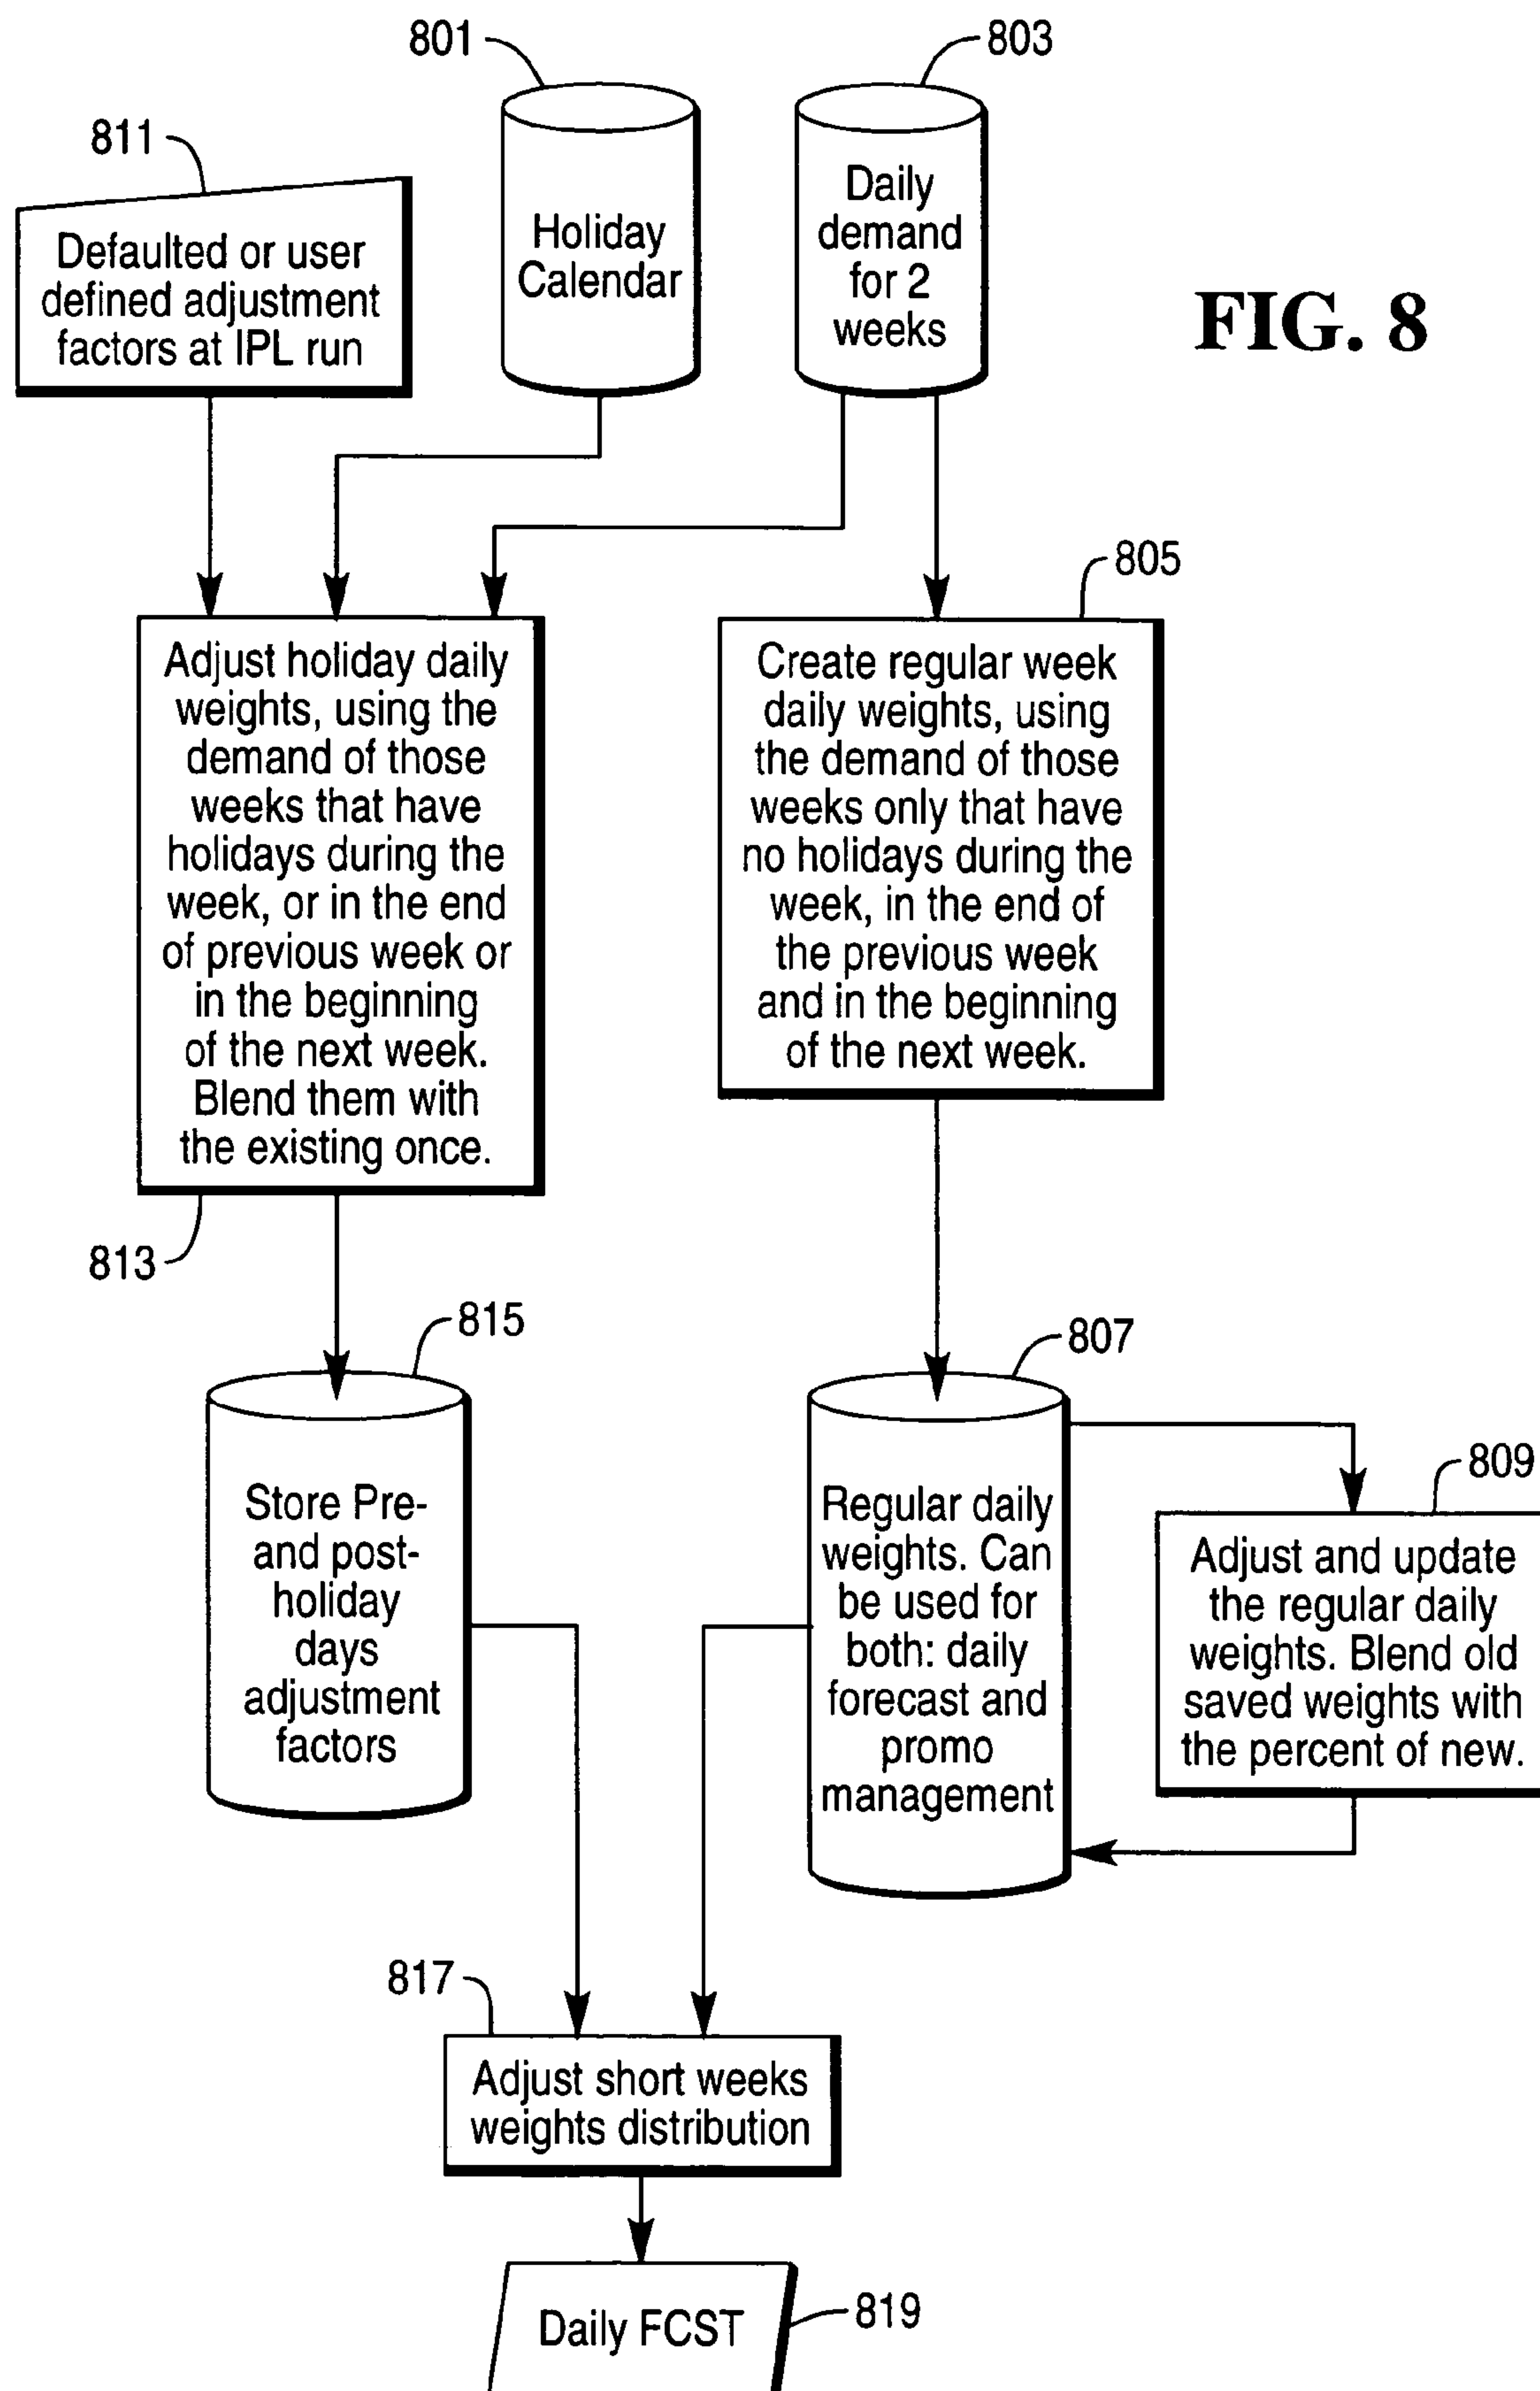 801
803
811
Defaulted or user
defined adjustment
factors at IPL run
Holiday
Calendar
Daily
demand
for 2
weeks
FIG. 8
805
Adjust holiday daily
weights, using the
demand of those
weeks that have
holidays during the
week, or in the end
of previous week or
in the beginning
of the next week.
Blend them with
the existing once.
Create regular week
daily weights, using
the demand of those
weeks only that have
no holidays during the
week, in the end of
the previous week
and in the beginning
of the next week.
813
815
807
809
Store Pre-
and post-
holiday
days
adjustment
factors
Regular daily
weights. Can
be used for
both: daily
forecast and
promo
management
Adjust and update
the regular daily
weights. Blend old
saved weights with
the percent of new.
817
Adjust short weeks
weights distribution
Daily FCST
819